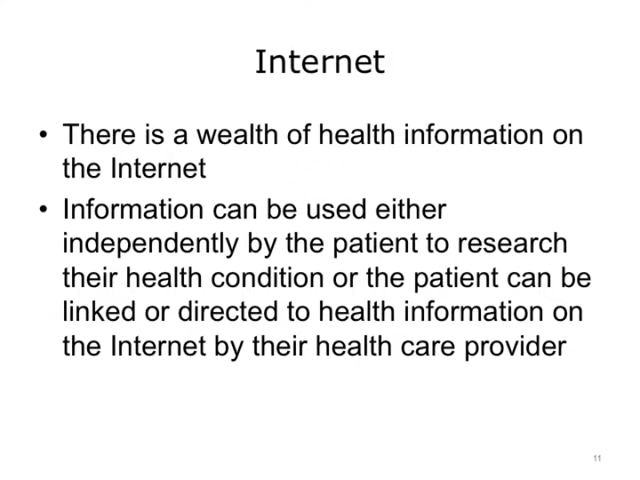 Internet
• There is a wealth of health information on
the Internet
• Information can be used either
independently by the patient to research
their health condition or the patient can be
linked or directed to health information on
the Internet by their health care provider
11